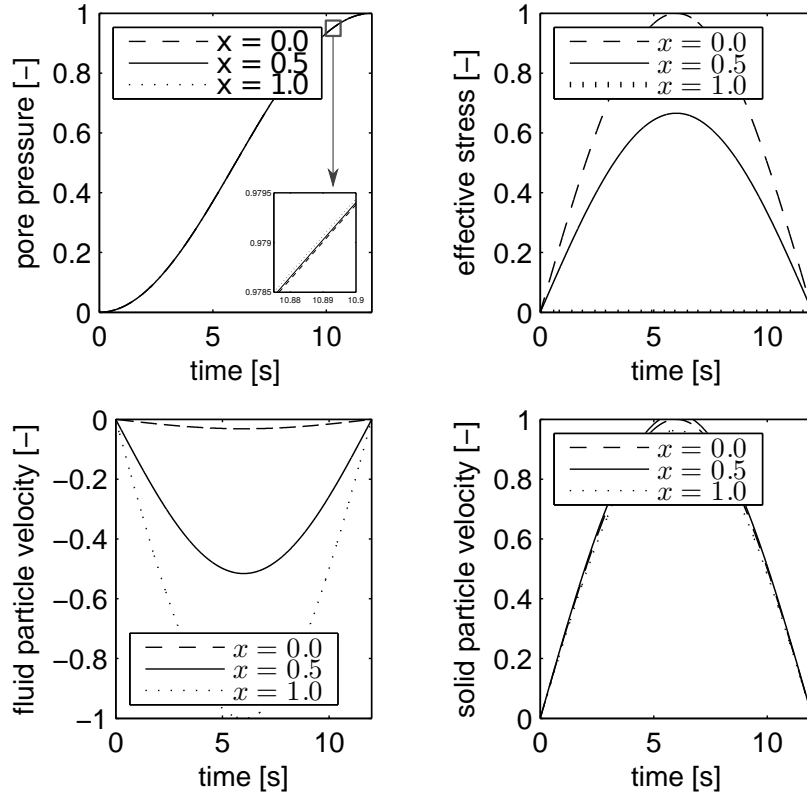 pore pressure [-]
1
0.8
0.6
0.4
0.2
0
x = 0.0
x = 0.5
x = 1.0
0.9795
0.979
0.9785
10.88 10.89 10.9
0 5 10
time [s]
effective stress [-]
1
0.8
0.6
0.4
0.2
0
x = 0.0
x = 0.5
x = 1.0
0 5 10
time [s]
fluid particle velocity [-]
0
−0.2
−0.4
−0.6
−0.8
−1
x = 0.0
x = 0.5
x = 1.0
0 5 10
time [s]
solid particle velocity [-]
1
0.8
0.6
0.4
0.2
0
x = 0.0
x = 0.5
x = 1.0
0 5 10
time [s]